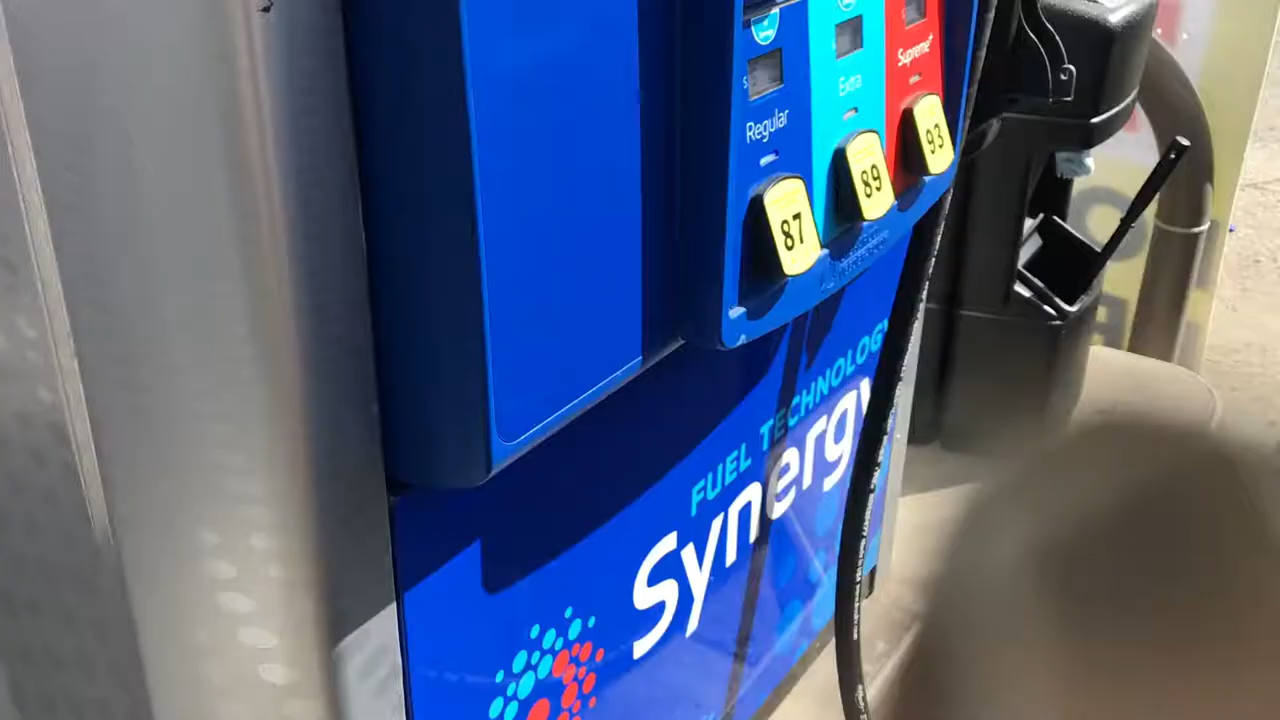 Supreme+
Extra
Regular
93
89
87
FUEL TECHNOLOGY
Synergy